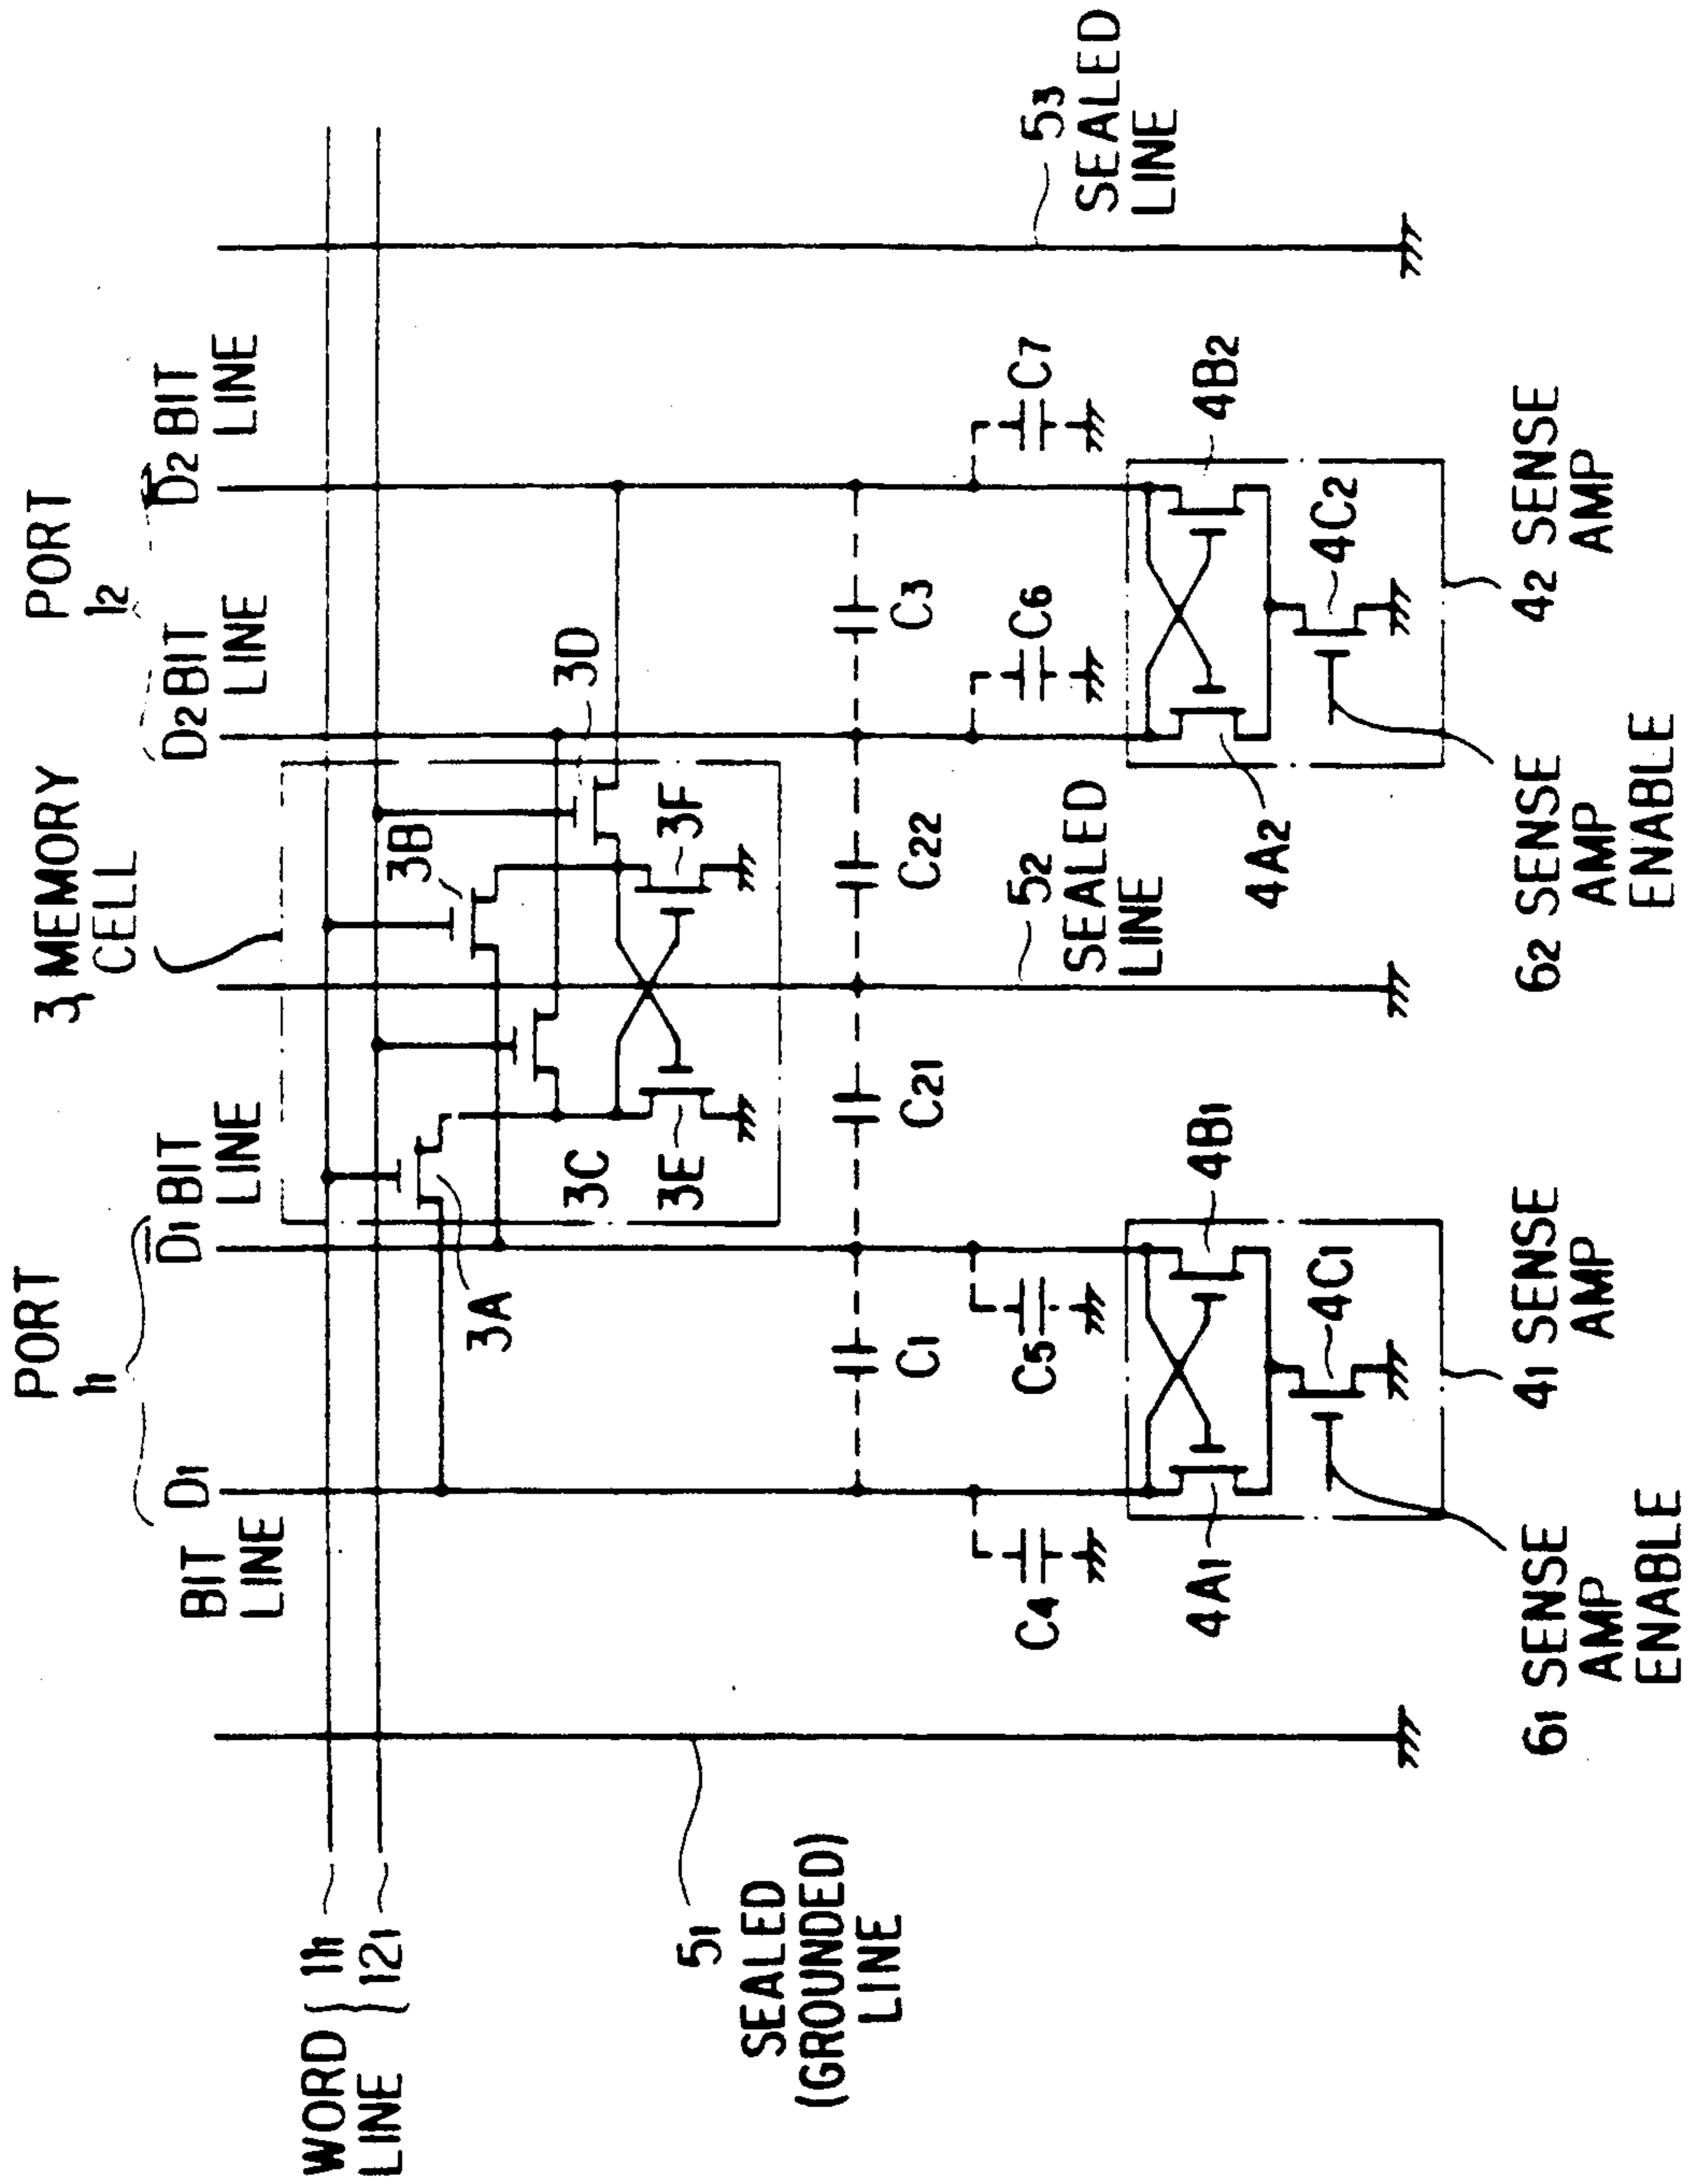 PORT
1₁
PORT
1₂
BIT
LINE
D₁
D̅₁ BIT
LINE
3₁ MEMORY
CELL
D₂ BIT
LINE
D̅₂ BIT
LINE
WORD
LINE
11₁
12₁
3A
3B
3C
3D
3E
3F
5₁
SEALED
(GROUNDED)
LINE
C₁
C₂₁
C₂₂
C₃
5₂
SEALED
LINE
5₃
SEALED
LINE
C₄
C₅
C₆
C₇
4A₁
4B₁
4C₁
4A₂
4B₂
4C₂
6₁ SENSE
AMP
ENABLE
4₁ SENSE
AMP
6₂ SENSE
AMP
ENABLE
4₂ SENSE
AMP